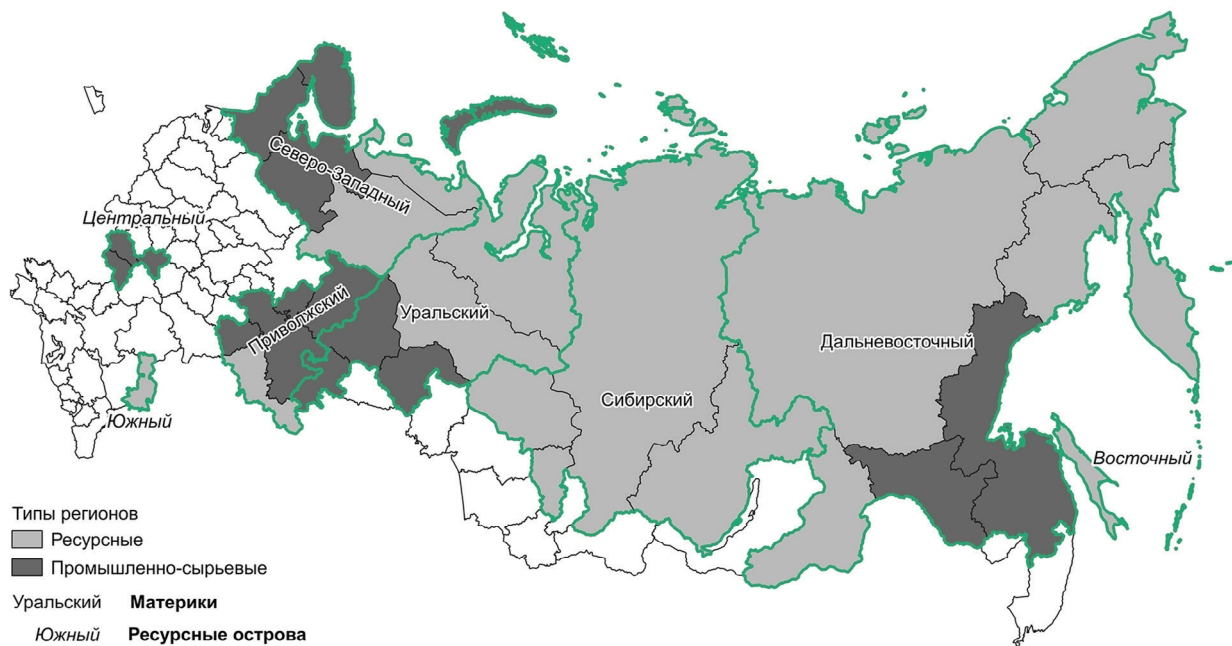 Северо-Западный
Центральный
Приволжский
Уральский
Дальневосточный
Сибирский
Южный
Восточный
Типы регионов
Ресурсные
Промышленно-сырьевые
Уральский Материки
Южный Ресурсные острова